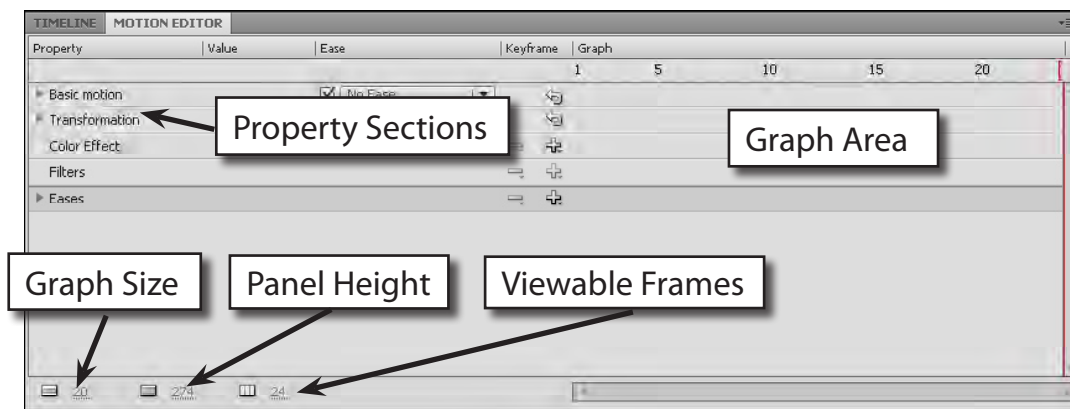 TIMELINE MOTION EDITOR
Property Value Ease Keyframe Graph
1 5 10 15 20
Basic motion No Ease
Transformation
Property Sections
Graph Area
Color Effect
Filters
Eases
Graph Size Panel Height Viewable Frames
20 274 24